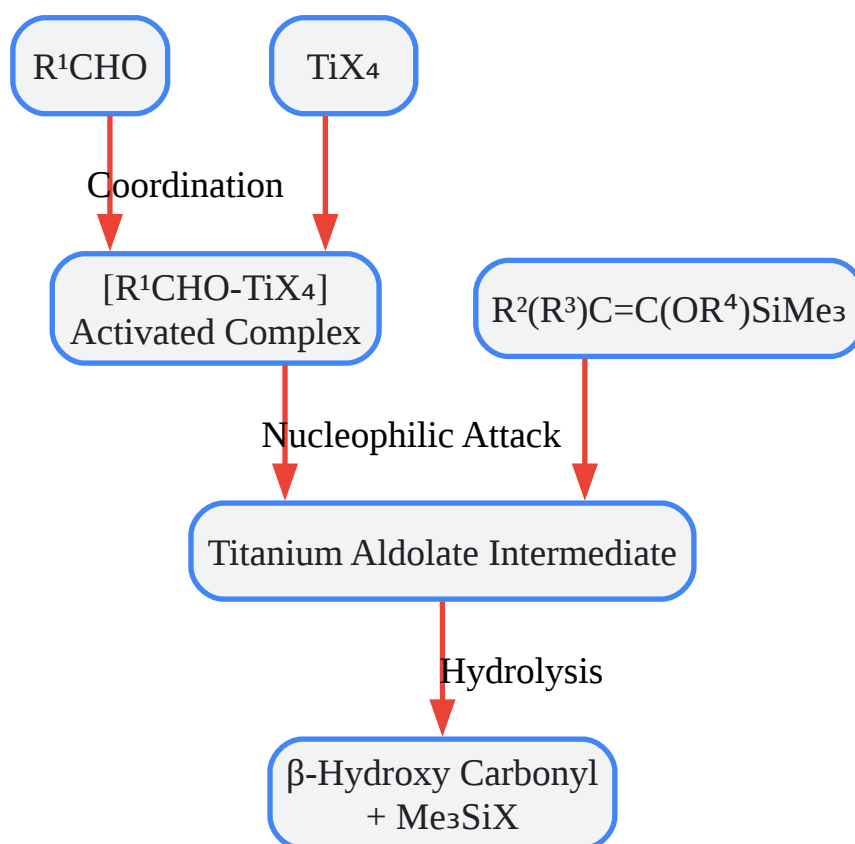 R¹CHO
TiX₄
Coordination
[R¹CHO-TiX₄]
Activated Complex
R²(R³)C=C(OR⁴)SiMe₃
Nucleophilic Attack
Titanium Aldolate Intermediate
Hydrolysis
β-Hydroxy Carbonyl
+ Me₃SiX